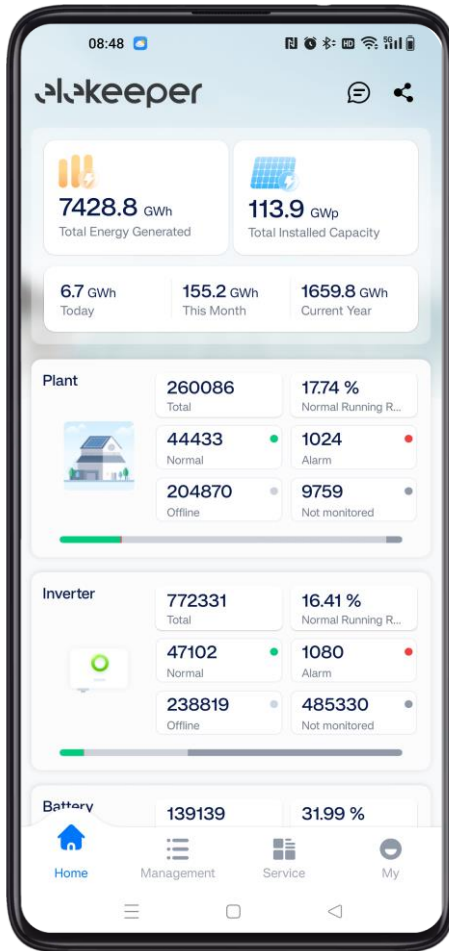 08:48
5G
elekeeper
7428.8 GWh
Total Energy Generated
113.9 GWp
Total Installed Capacity
6.7 GWh
Today
155.2 GWh
This Month
1659.8 GWh
Current Year
Plant
260086
Total
17.74 %
Normal Running R...
44433
Normal
1024
Alarm
204870
Offline
9759
Not monitored
Inverter
772331
Total
16.41 %
Normal Running R...
47102
Normal
1080
Alarm
238819
Offline
485330
Not monitored
Battery
139139
31.99 %
Home
Management
Service
My